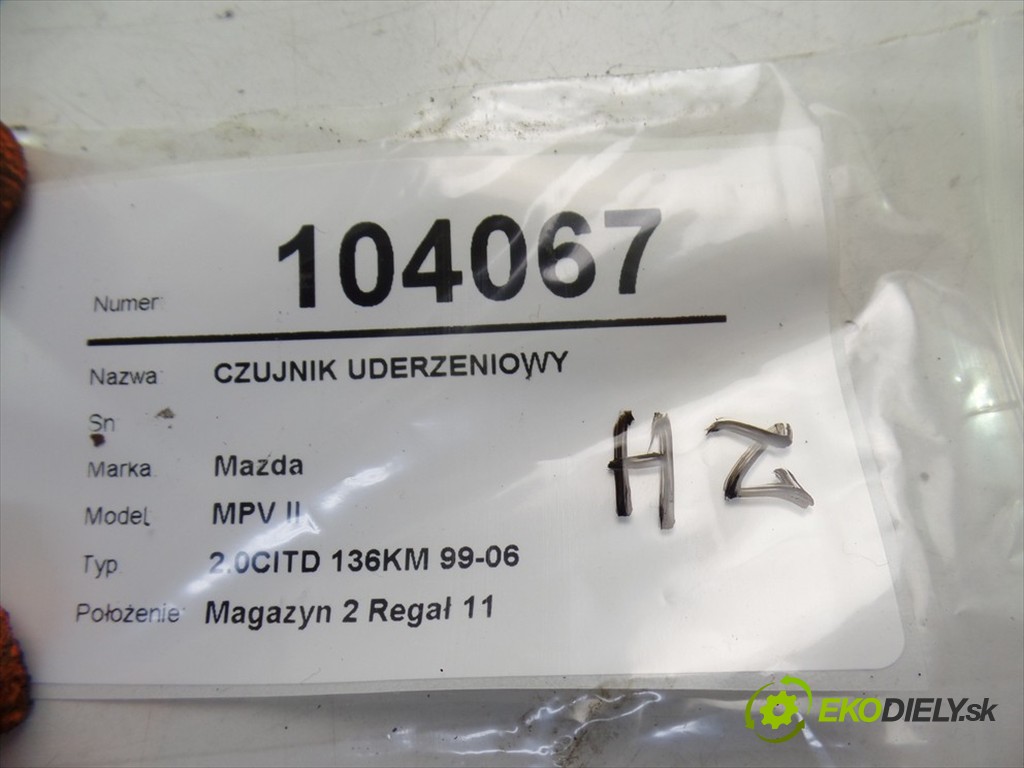 Numer: 104067
Nazwa: CZUJNIK UDERZENIOWY
Sn
Marka: Mazda
Model: MPV II
Typ 2.0CITD 136KM 99-06
Położenie: Magazyn 2 Regał 11
HZ
EKODIELY.sk